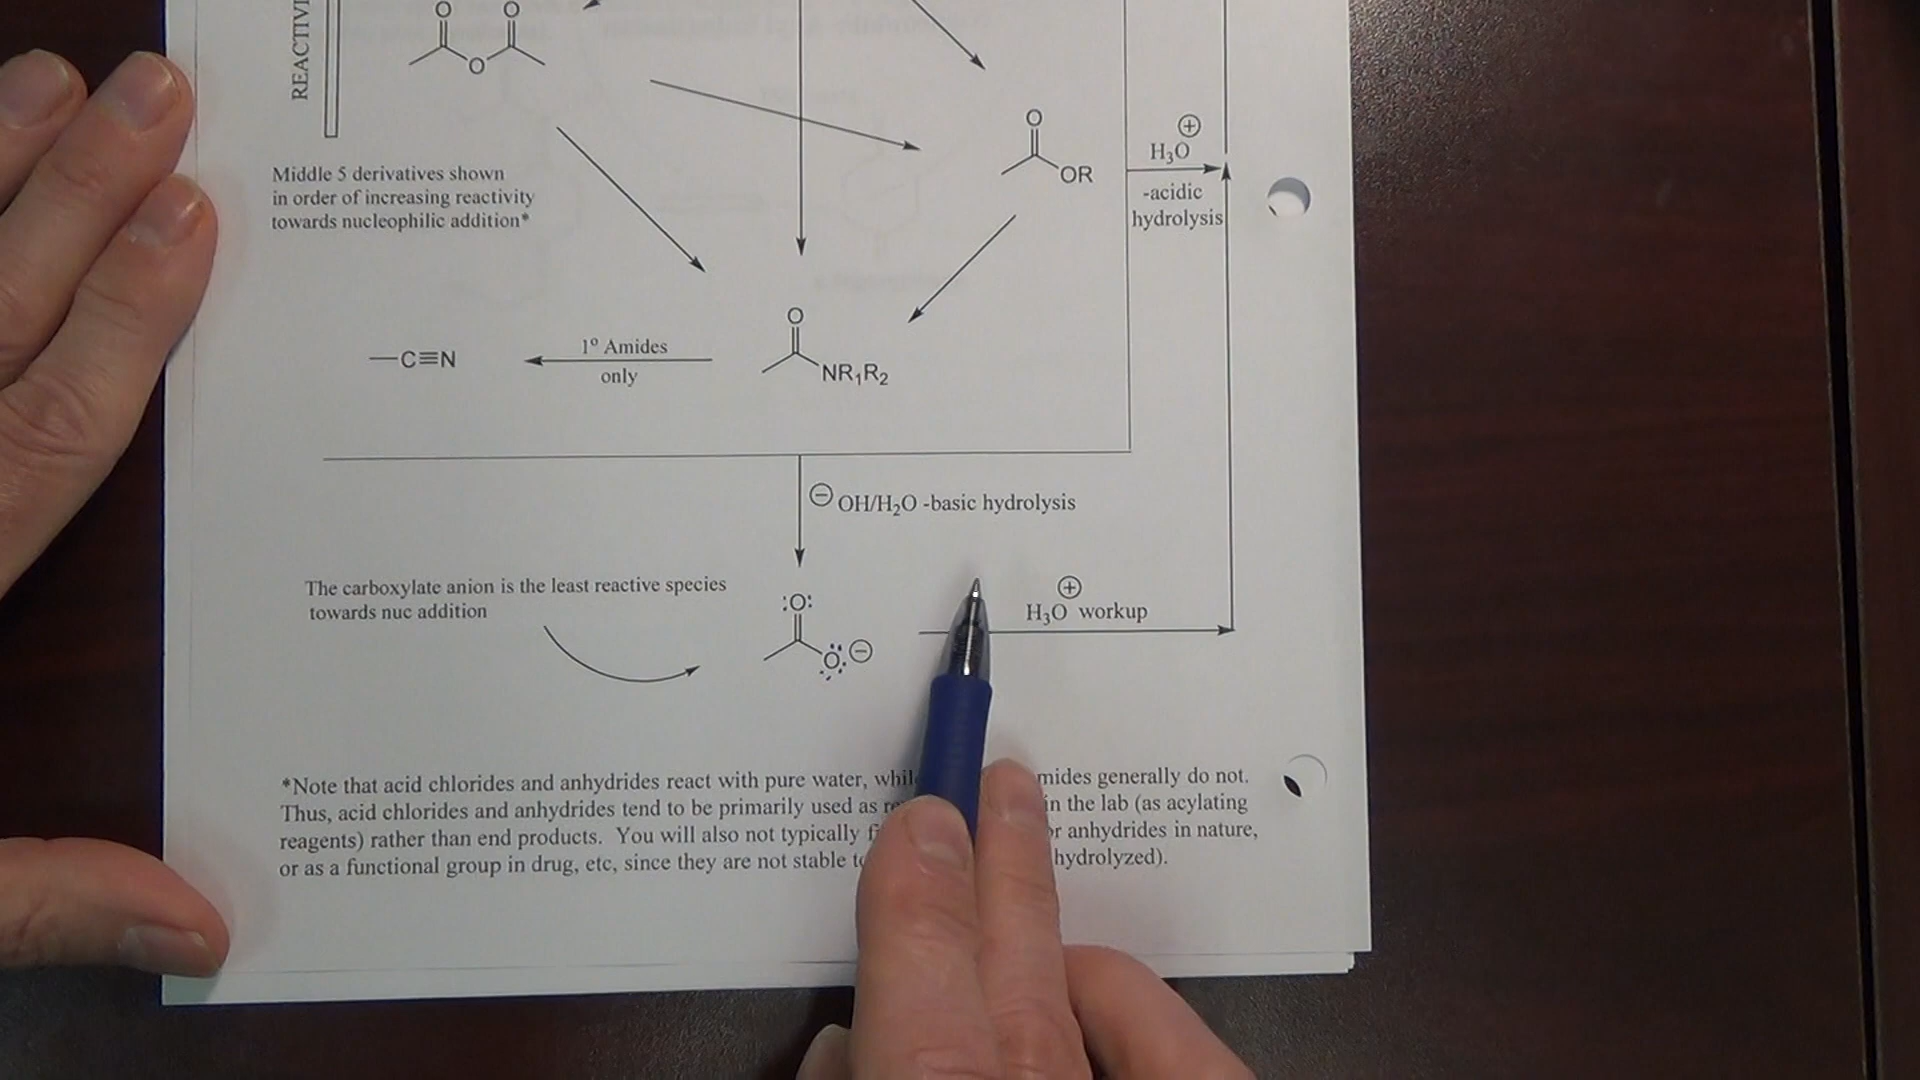 REACTIVI
O O
O
O
OR
⊕
H₃O
-acidic
hydrolysis
Middle 5 derivatives shown
in order of increasing reactivity
towards nucleophilic addition*
O
NR₁R₂
1º Amides
only
—C≡N
⊖ OH/H₂O -basic hydrolysis
The carboxylate anion is the least reactive species
towards nuc addition
:O:
O ⊖
⊕
H₃O workup
*Note that acid chlorides and anhydrides react with pure water, generally do not.
Thus, acid chlorides and anhydrides tend to be primarily used as in the lab (as acylating
reagents) rather than end products. You will also not typically anhydrides in nature,
or as a functional group in drug, etc, since they are not stable hydrolyzed).